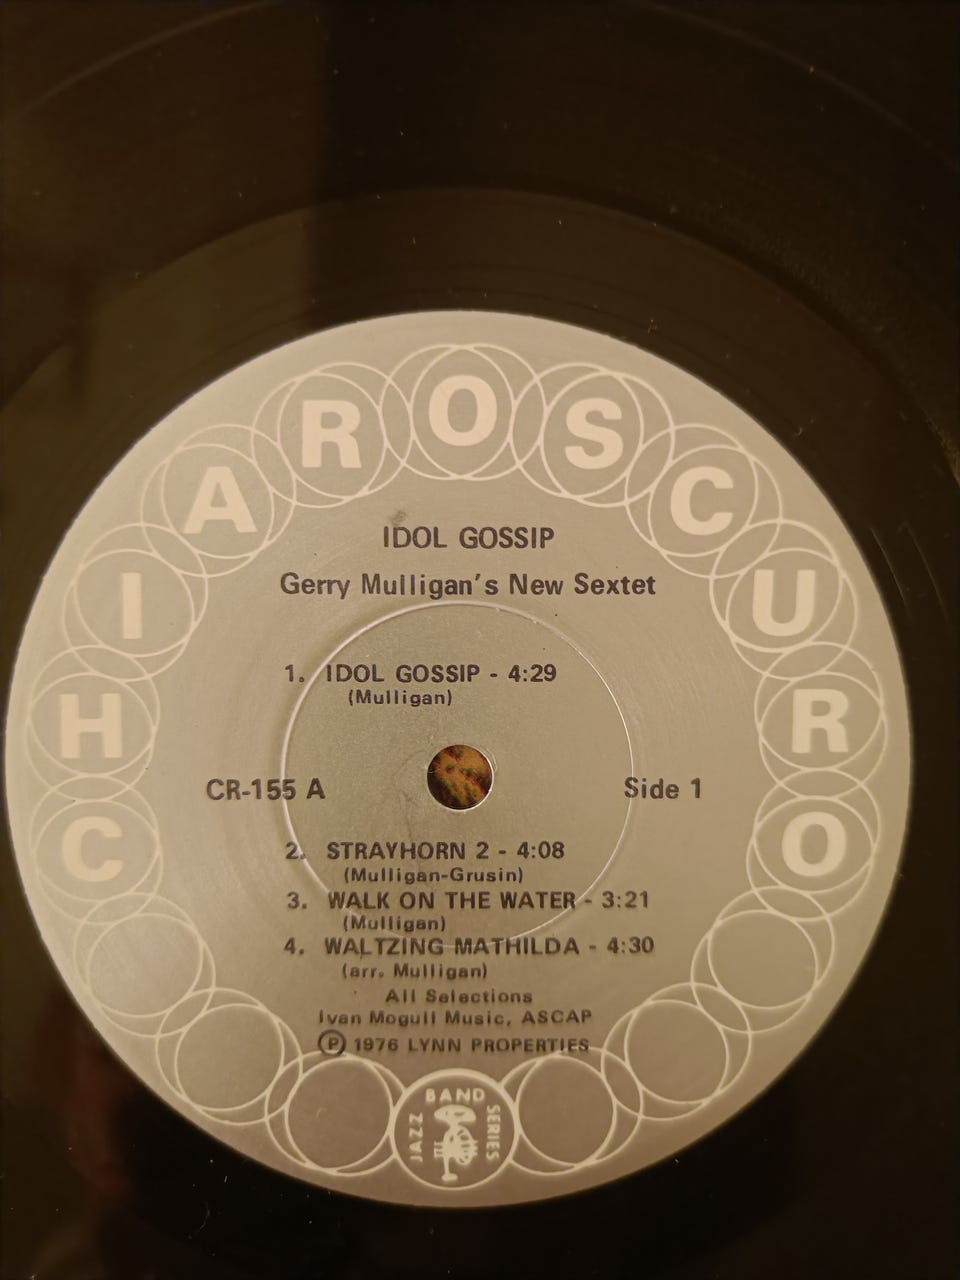 CHIAROSCURO
IDOL GOSSIP
Gerry Mulligan's New Sextet
1. IDOL GOSSIP - 4:29
(Mulligan)
CR-155 A
Side 1
2. STRAYHORN 2 - 4:08
(Mulligan-Grusin)
3. WALK ON THE WATER - 3:21
(Mulligan)
4. WALTZING MATHILDA - 4:30
(arr. Mulligan)
All Selections
Ivan Mogull Music, ASCAP
Ⓟ 1976 LYNN PROPERTIES
JAZZ BAND SERIES